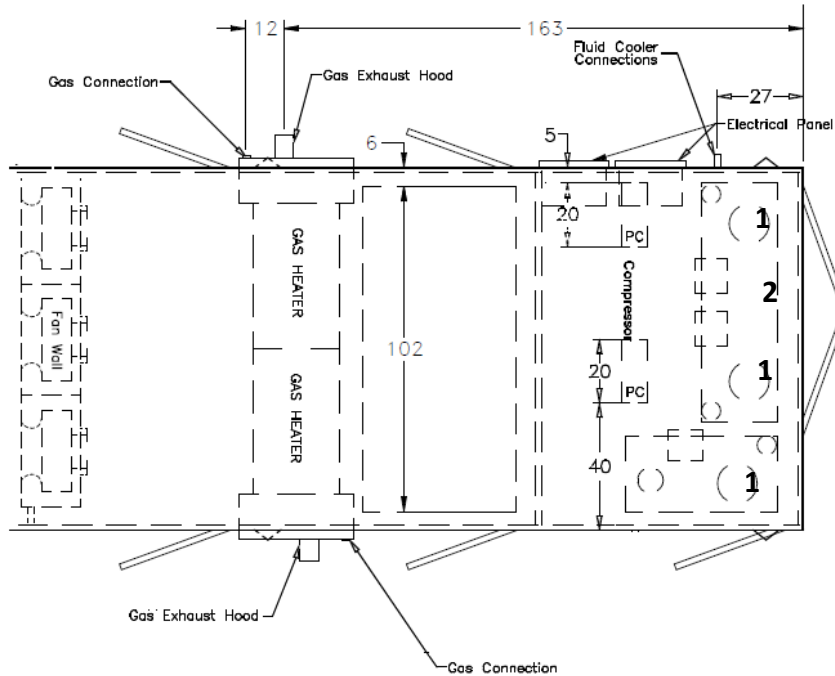 12
163
Fluid Cooler
Connections
Gas Connection
Gas Exhaust Hood
27
6
5
Electrical Panel
20
PC
1
GAS HEATER
Compressor
2
Fan Wall
102
20
PC
1
GAS HEATER
40
1
Gas Exhaust Hood
Gas Connection